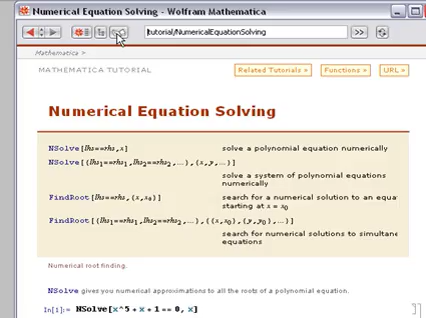 Numerical Equation Solving - Wolfram Mathematica
tutorial/NumericalEquationSolving
>>
Mathematica >
MATHEMATICA TUTORIAL
Related Tutorials »
Functions »
URL »
Numerical Equation Solving
NSolve[lhs==rhs,x] solve a polynomial equation numerically
NSolve[{lhs1==rhs1,lhs2==rhs2,...},{x,y,...}]
solve a system of polynomial equations
numerically
FindRoot[lhs==rhs,{x,x0}] search for a numerical solution to an equa
starting at x = x0
FindRoot[{lhs1==rhs1,lhs2==rhs2,...},{{x,x0},{y,y0},...}]
search for numerical solutions to simultane
equations
Numerical root finding.
NSolve gives you numerical approximations to all the roots of a polynomial equation.
In[1]:= NSolve[x^5 + x + 1 == 0, x]